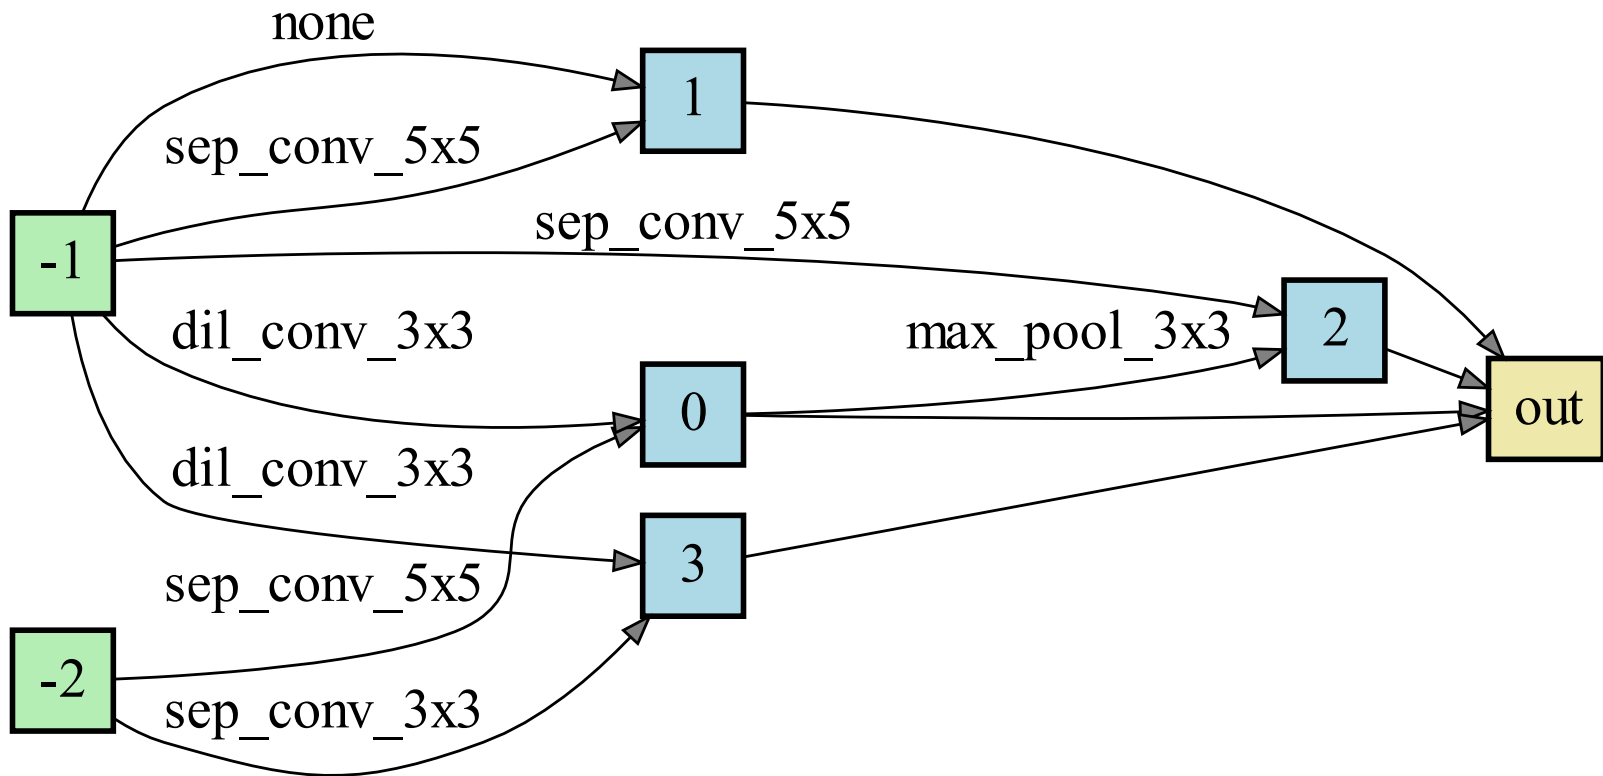 none
1
sep_conv_5x5
sep_conv_5x5
-1
dil_conv_3x3
max_pool_3x3
2
0
out
dil_conv_3x3
3
sep_conv_5x5
-2
sep_conv_3x3